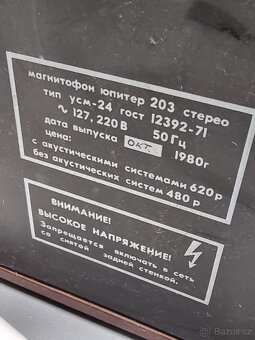 магнитофон юпитер 203 стерео
тип усм-24 гост 12392-71
∿ 127, 220 В 50 Гц
дата выпуска ОКТ. 1980г
цена:
с акустическими системами 620 р
без акустических систем 480 р
ВНИМАНИЕ!
ВЫСОКОЕ НАПРЯЖЕНИЕ!
Запрещается включать в сеть
со снятой задней стенкой.
Bazoš.cz